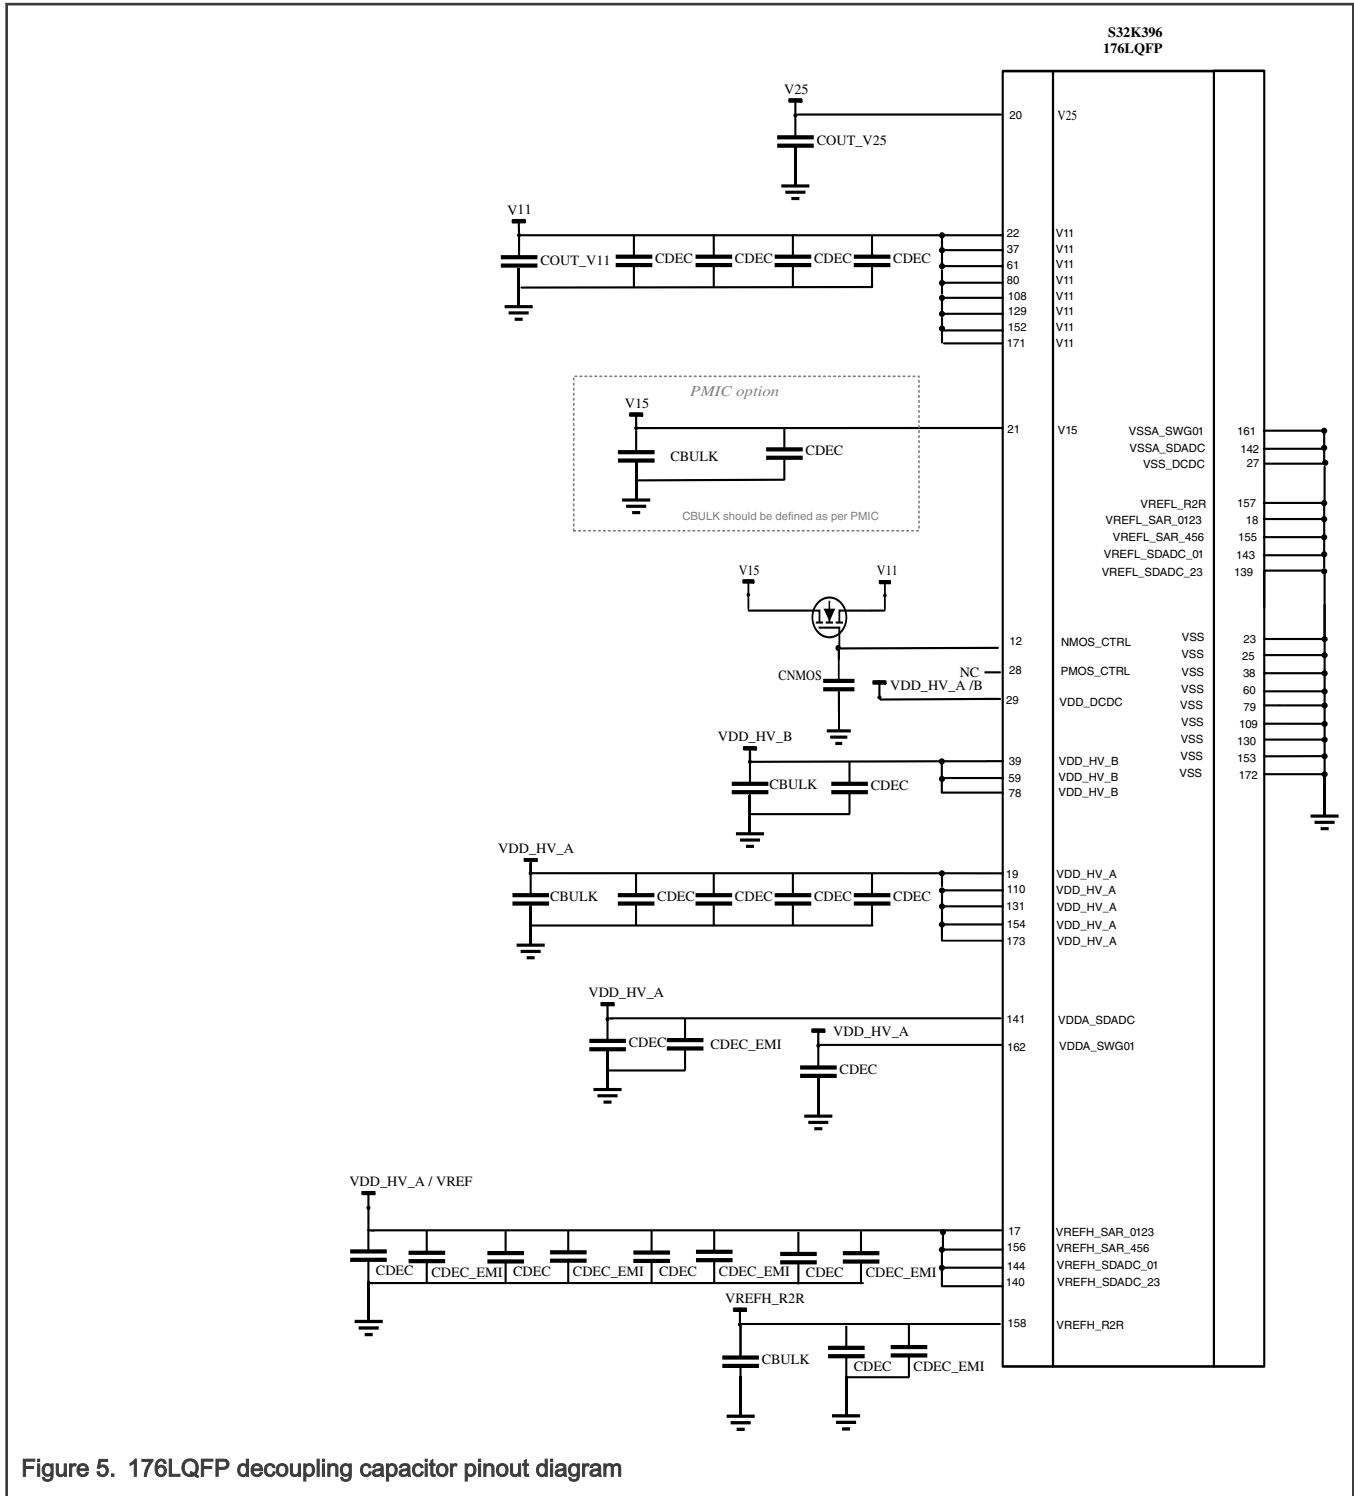 S32K396
176LQFP
V25
20 V25
COUT_V25
V11
22 V11
37 V11
COUT_V11 CDEC CDEC CDEC CDEC
61 V11
80 V11
108 V11
129 V11
152 V11
171 V11
PMIC option
V15
21 V15 VSSA_SWG01 161
VSSA_SDADC 142
CBULK CDEC
VSS_DCDC 27
VREFL_R2R 157
CBULK should be defined as per PMIC
VREFL_SAR_0123 18
VREFL_SAR_456 155
VREFL_SDADC_01 143
VREFL_SDADC_23 139
V15 V11
12 NMOS_CTRL VSS 23
VSS 25
CNMOS
NC 28 PMOS_CTRL VSS 38
VDD_HV_A /B
VSS 60
29 VDD_DCDC
VSS 79
VSS 109
VDD_HV_B
VSS 130
VSS 153
39 VDD_HV_B
VSS 172
59 VDD_HV_B
CBULK CDEC
78 VDD_HV_B
VDD_HV_A
19 VDD_HV_A
110 VDD_HV_A
CBULK CDEC CDEC CDEC CDEC
131 VDD_HV_A
154 VDD_HV_A
173 VDD_HV_A
VDD_HV_A
141 VDDA_SDADC
VDD_HV_A
CDEC CDEC_EMI
162 VDDA_SWG01
CDEC
VDD_HV_A / VREF
17 VREFH_SAR_0123
156 VREFH_SAR_456
144 VREFH_SDADC_01
CDEC CDEC_EMI CDEC CDEC_EMI CDEC CDEC_EMI CDEC CDEC_EMI
140 VREFH_SDADC_23
VREFH_R2R
158 VREFH_R2R
CBULK CDEC CDEC_EMI
Figure 5. 176LQFP decoupling capacitor pinout diagram